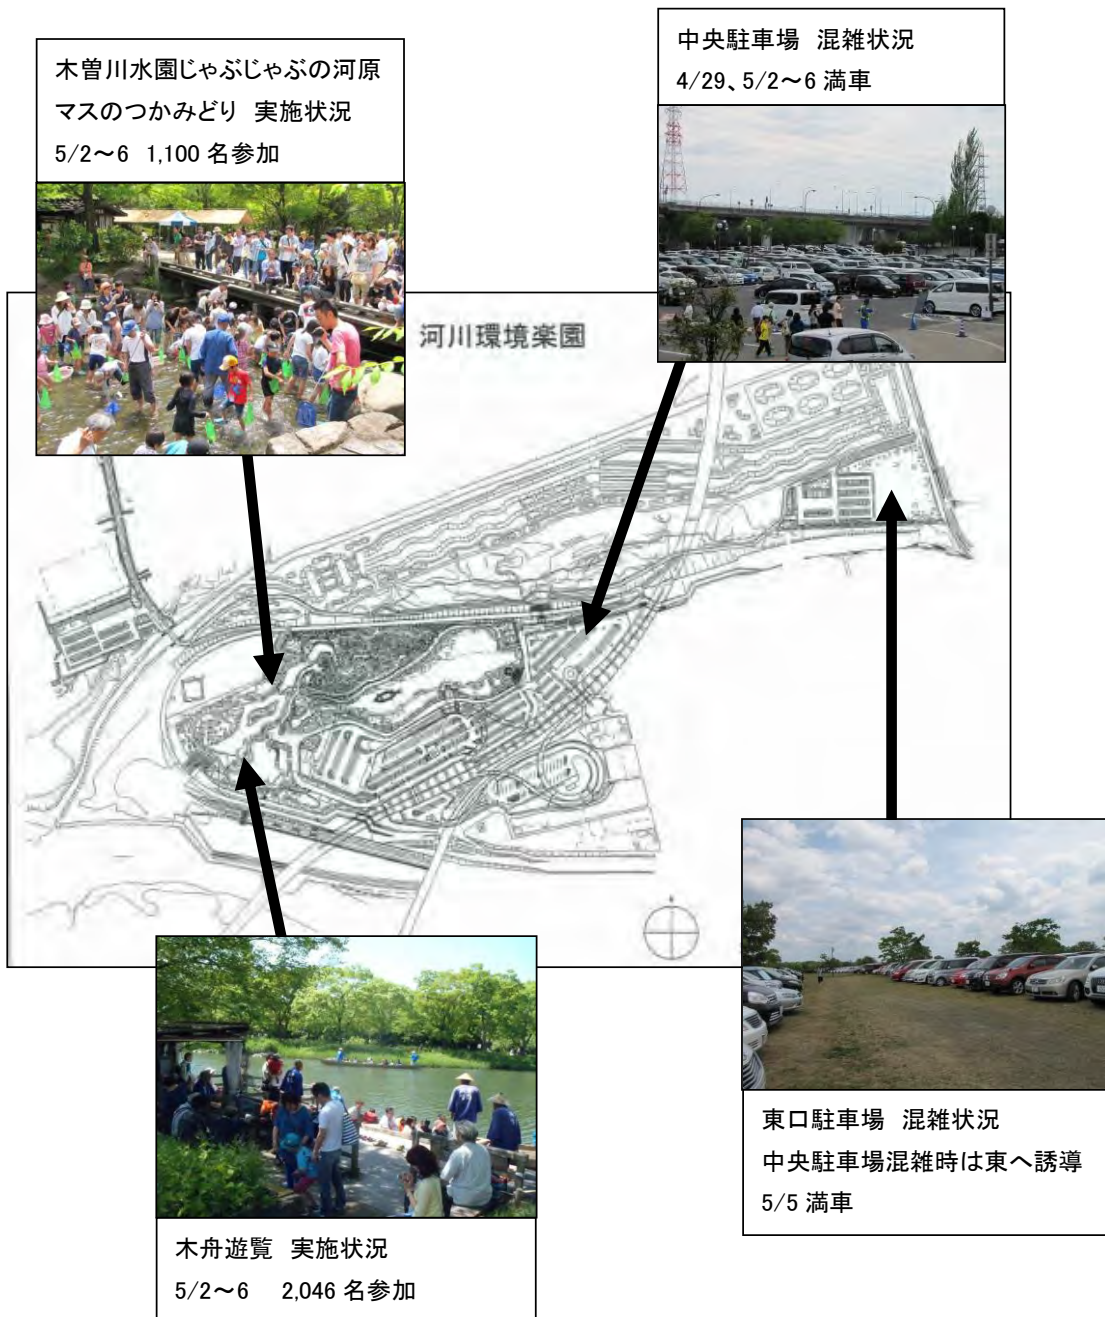 木曽川水園じゃぶじゃぶの河原
マスのつかみどり 実施状況
5/2～6 1,100 名参加
中央駐車場 混雑状況
4/29、5/2～6 満車
河川環境楽園
東口駐車場 混雑状況
中央駐車場混雑時は東へ誘導
5/5 満車
木舟遊覧 実施状況
5/2～6 2,046 名参加